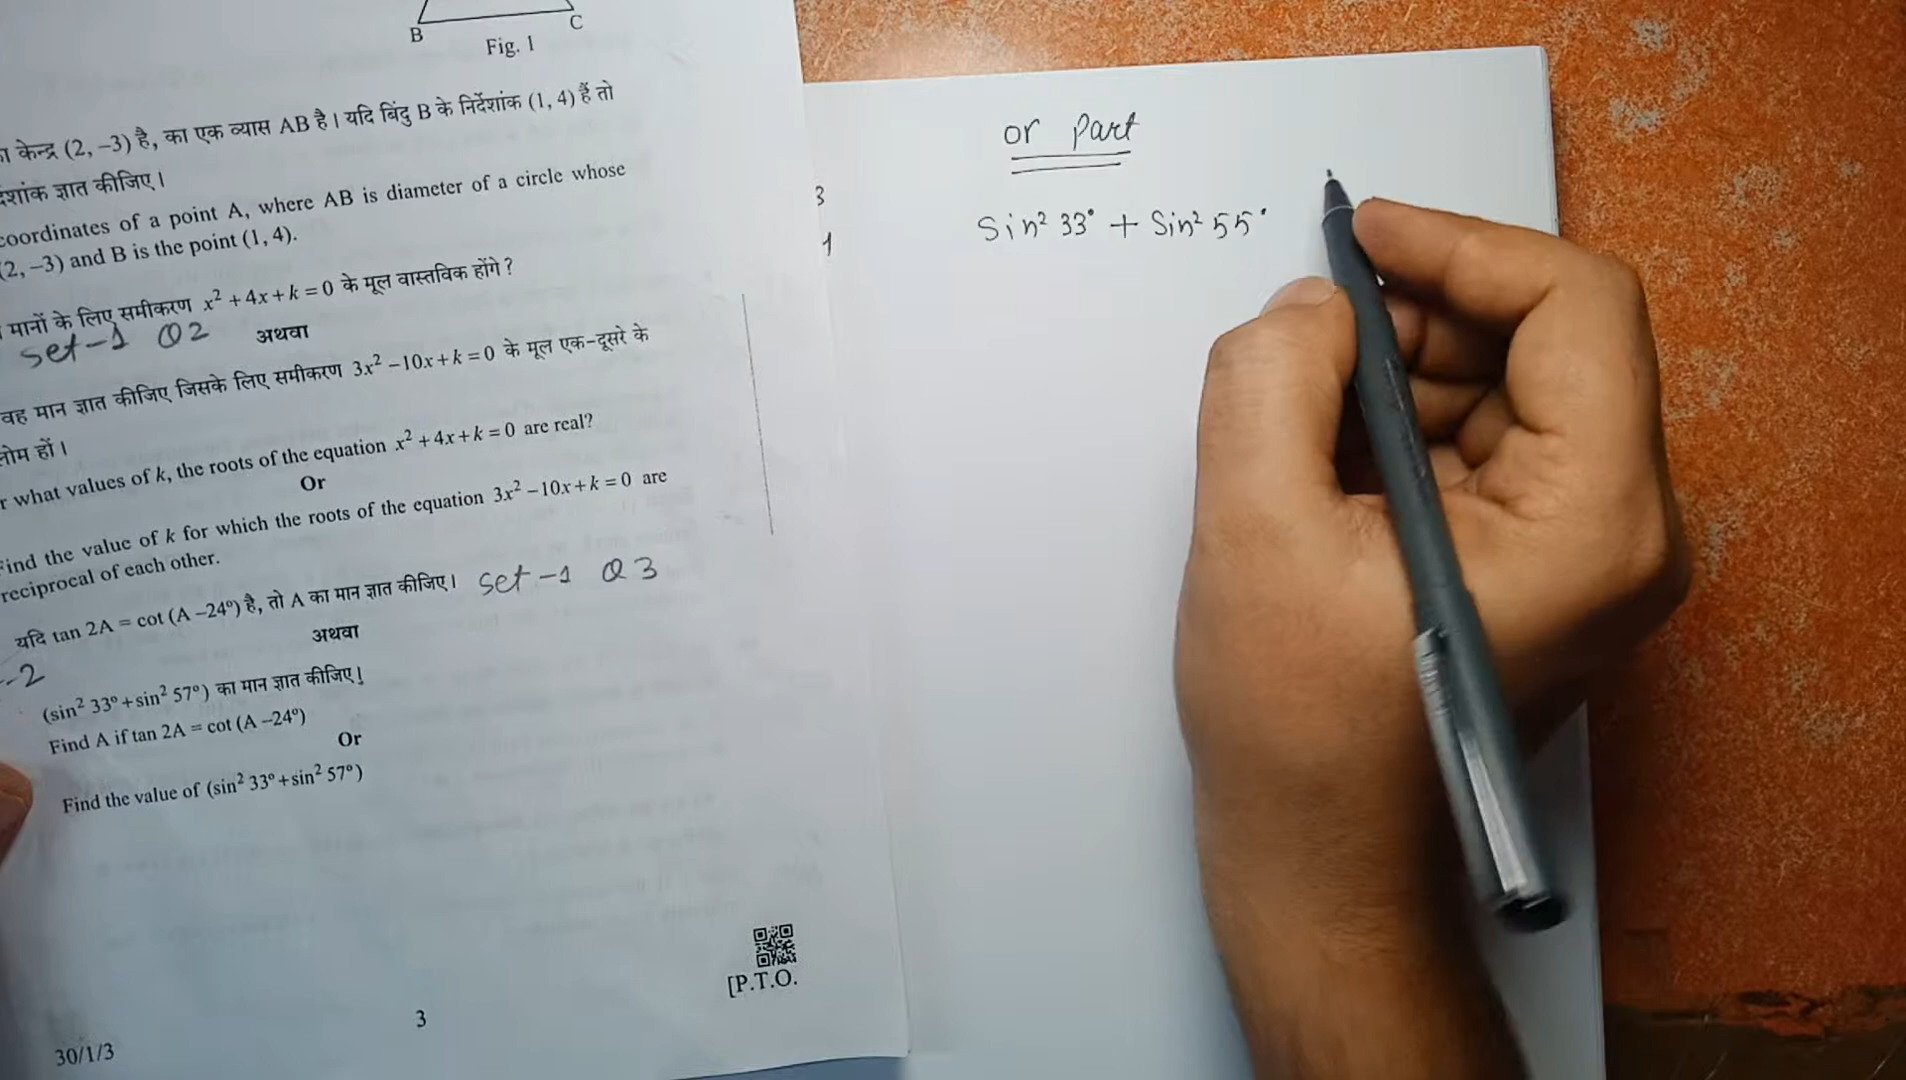 B
C
Fig. 1
केन्द्र (2, –3) है, का एक व्यास AB है। यदि बिंदु B के निर्देशांक (1, 4) हैं तो
ज्ञात कीजिए।
coordinates of a point A, where AB is diameter of a circle whose
(2, –3) and B is the point (1, 4).
मानों के लिए समीकरण x² + 4x + k = 0 के मूल वास्तविक होंगे ?
set-1 Q2
अथवा
वह मान ज्ञात कीजिए जिसके लिए समीकरण 3x² – 10x + k = 0 के मूल एक-दूसरे के
हों।
what values of k, the roots of the equation x² + 4x + k = 0 are real?
Or
Find the value of k for which the roots of the equation 3x² – 10x + k = 0 are
reciprocal of each other.
यदि tan 2A = cot (A –24º) है, तो A का मान ज्ञात कीजिए। set-1 Q3
अथवा
-2
(sin² 33º + sin² 57º) का मान ज्ञात कीजिए।
Find A if tan 2A = cot (A –24º)
Or
Find the value of (sin² 33º + sin² 57º)
[P.T.O.
3
30/1/3
3
1
or Part
Sin² 33° + Sin² 55°